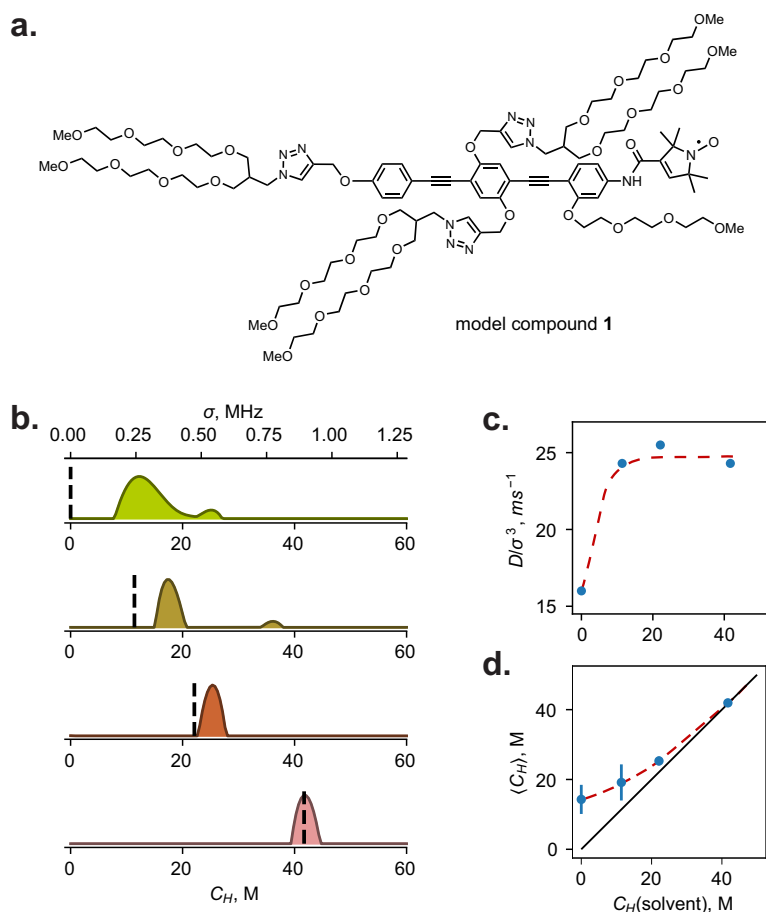 a.
OMe
OMe
MeO
MeO
MeO
MeO
OMe
model compound 1
b.
σ, MHz
0.00 0.25 0.50 0.75 1.00 1.25
0 20 40 60
0 20 40 60
0 20 40 60
0 20 40 60
C_H, M
c.
D/σ³, ms⁻¹
25
20
15
0 20 40
d.
⟨C_H⟩, M
40
20
0
0 20 40
C_H(solvent), M